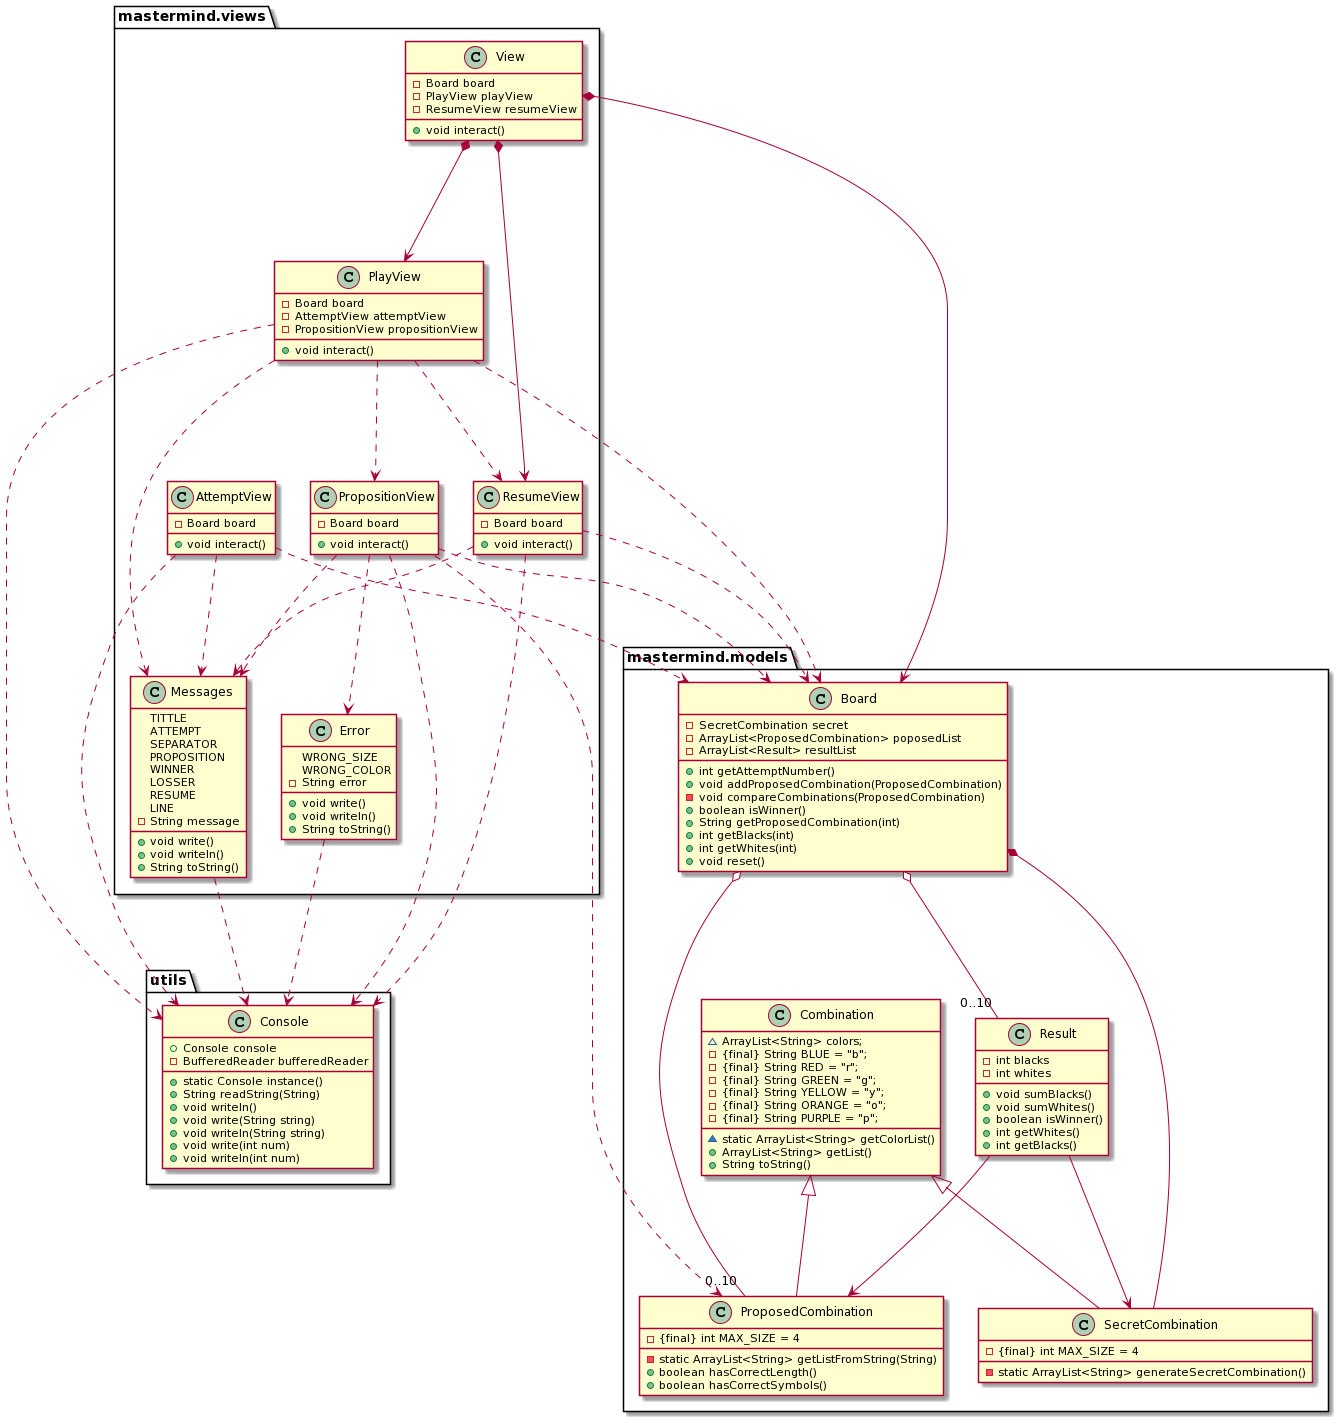 mastermind.views
C View
Board board
PlayView playView
ResumeView resumeView
void interact()
C PlayView
Board board
AttemptView attemptView
PropositionView propositionView
void interact()
C AttemptView
Board board
void interact()
C PropositionView
Board board
void interact()
C ResumeView
Board board
void interact()
C Messages
TITTLE
ATTEMPT
SEPARATOR
PROPOSITION
WINNER
LOSSER
RESUME
LINE
String message
void write()
void writeln()
String toString()
C Error
WRONG_SIZE
WRONG_COLOR
String error
void write()
void writeln()
String toString()
mastermind.models
C Board
SecretCombination secret
ArrayList<ProposedCombination> poposedList
ArrayList<Result> resultList
int getAttemptNumber()
void addProposedCombination(ProposedCombination)
void compareCombinations(ProposedCombination)
boolean isWinner()
String getProposedCombination(int)
int getBlacks(int)
int getWhites(int)
void reset()
utils
C Console
Console console
BufferedReader bufferedReader
static Console instance()
String readString(String)
void writeln()
void write(String string)
void writeln(String string)
void write(int num)
void writeln(int num)
C Combination
ArrayList<String> colors;
{final} String BLUE = "b";
{final} String RED = "r";
{final} String GREEN = "g";
{final} String YELLOW = "y";
{final} String ORANGE = "o";
{final} String PURPLE = "p";
static ArrayList<String> getColorList()
ArrayList<String> getList()
String toString()
0..10
C Result
int blacks
int whites
void sumBlacks()
void sumWhites()
boolean isWinner()
int getWhites()
int getBlacks()
0..10
C ProposedCombination
{final} int MAX_SIZE = 4
static ArrayList<String> getListFromString(String)
boolean hasCorrectLength()
boolean hasCorrectSymbols()
C SecretCombination
{final} int MAX_SIZE = 4
static ArrayList<String> generateSecretCombination()